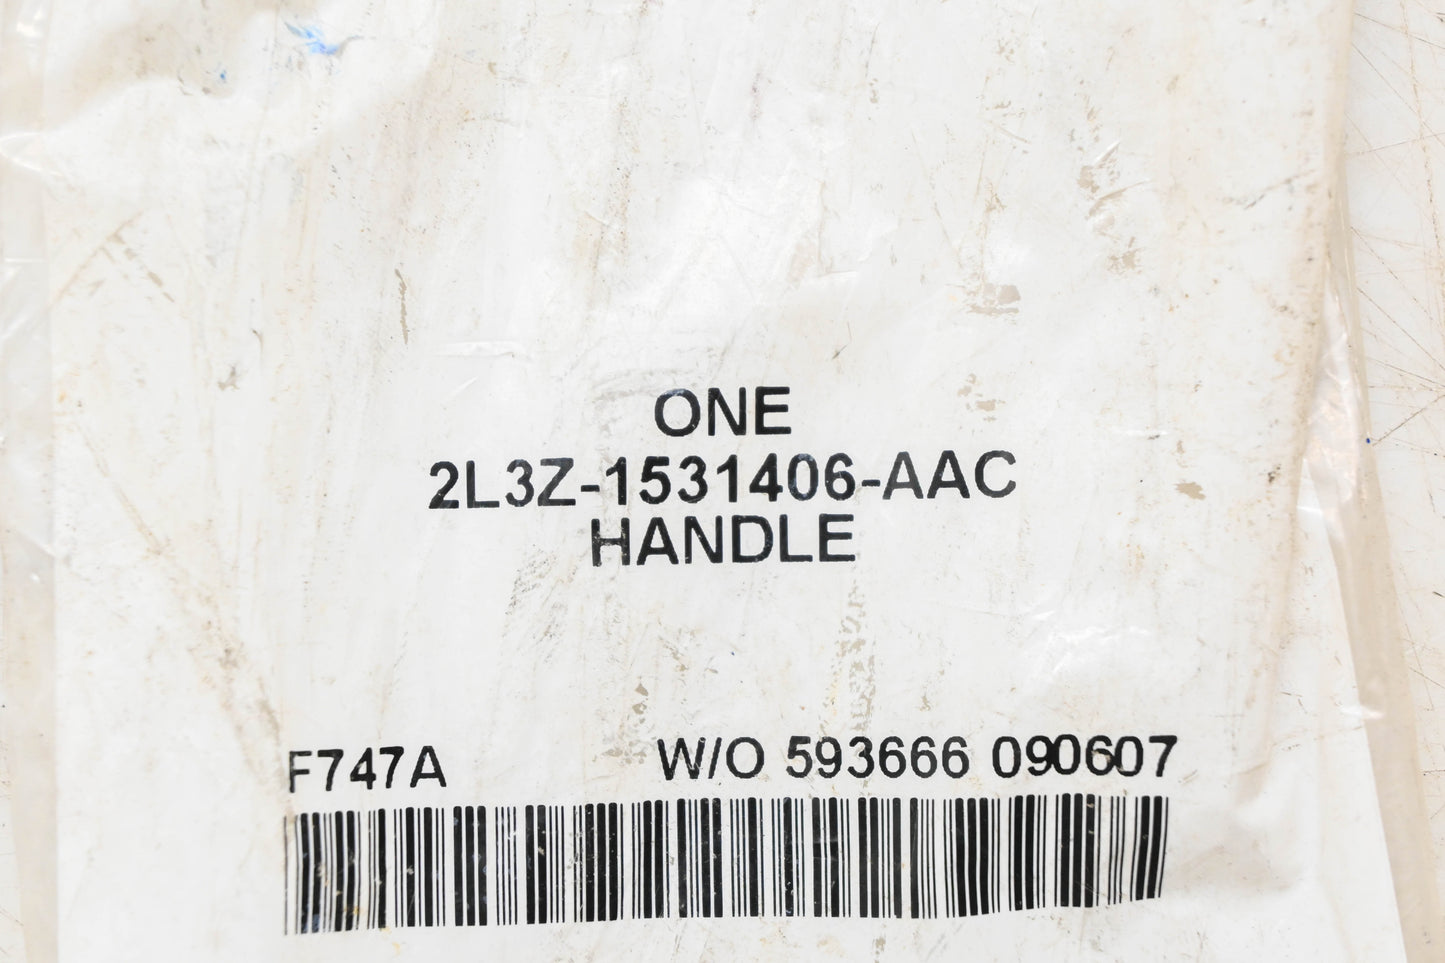 ONE
2L3Z-1531406-AAC
HANDLE
F747A W/O 593666 090607